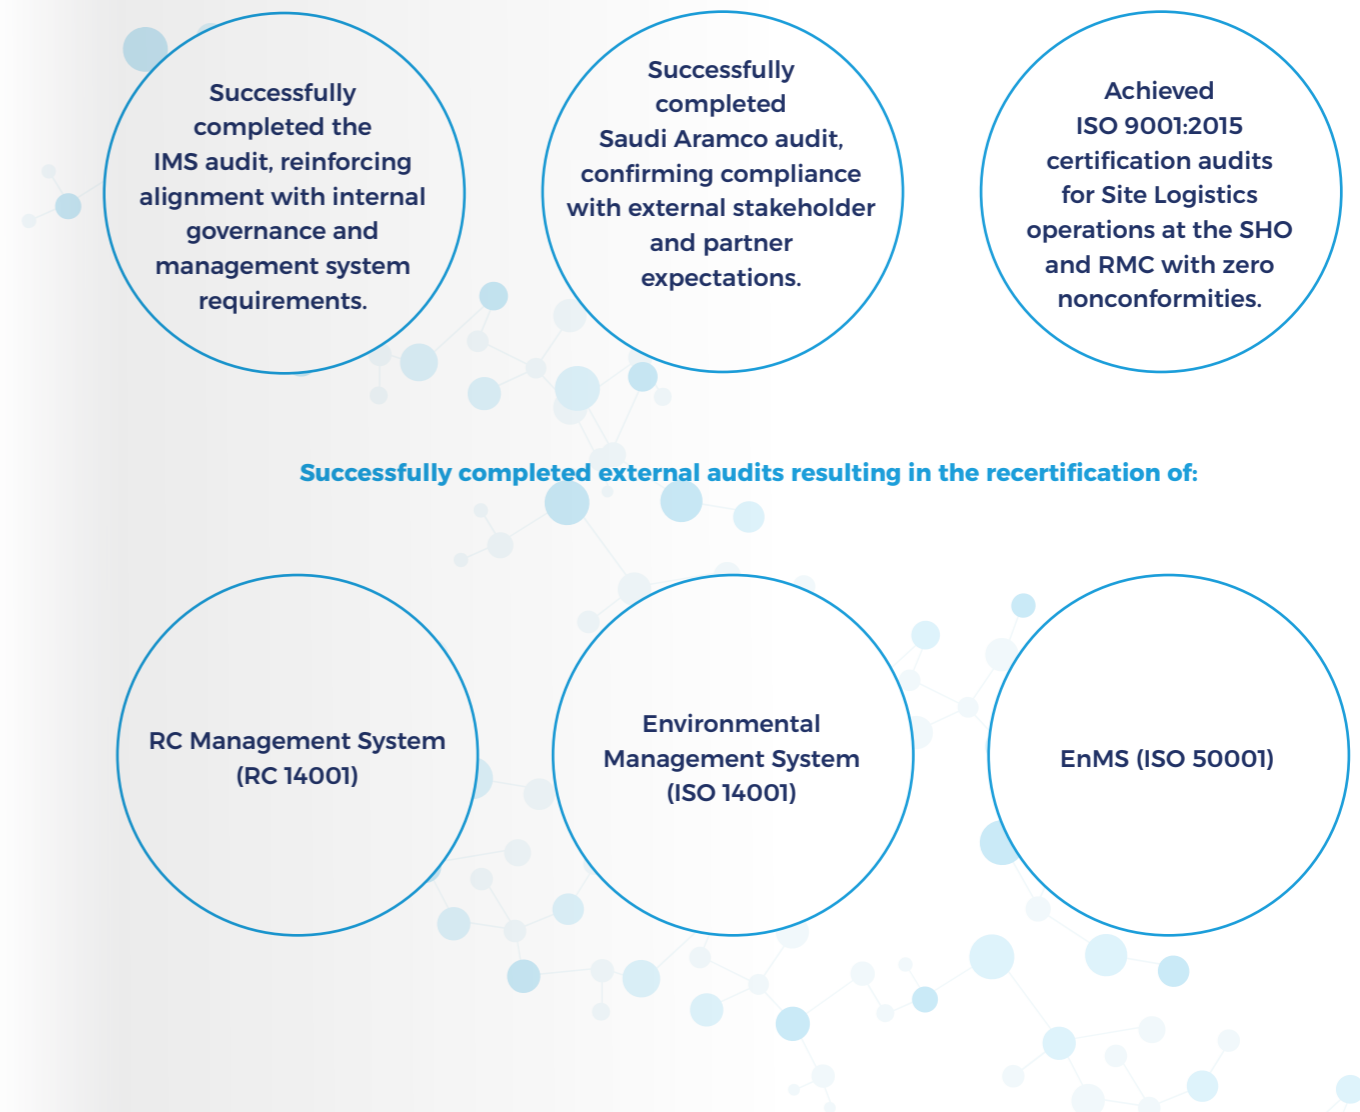 Successfully
completed the
IMS audit, reinforcing
alignment with internal
governance and
management system
requirements.
Successfully
completed
Saudi Aramco audit,
confirming compliance
with external stakeholder
and partner
expectations.
Achieved
ISO 9001:2015
certification audits
for Site Logistics
operations at the SHO
and RMC with zero
nonconformities.
Successfully completed external audits resulting in the recertification of:
RC Management System
(RC 14001)
Environmental
Management System
(ISO 14001)
EnMS (ISO 50001)